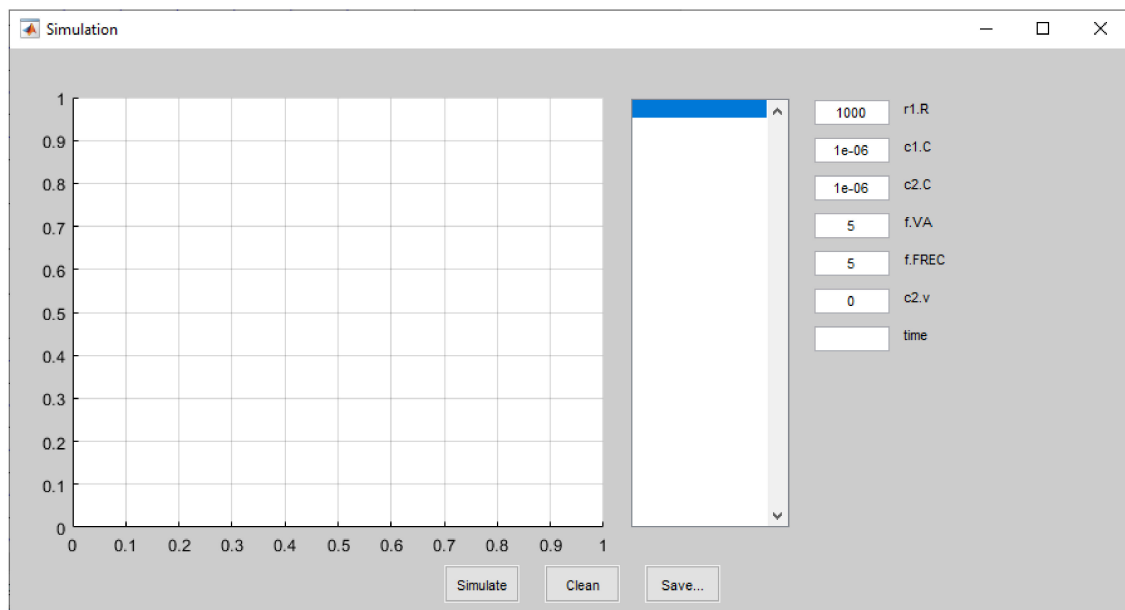 Simulation
1
0.9
0.8
0.7
0.6
0.5
0.4
0.3
0.2
0.1
0
0 0.1 0.2 0.3 0.4 0.5 0.6 0.7 0.8 0.9 1
1000 r1.R
1e-06 c1.C
1e-06 c2.C
5 f.VA
5 f.FREC
0 c2.v
time
Simulate Clean Save...